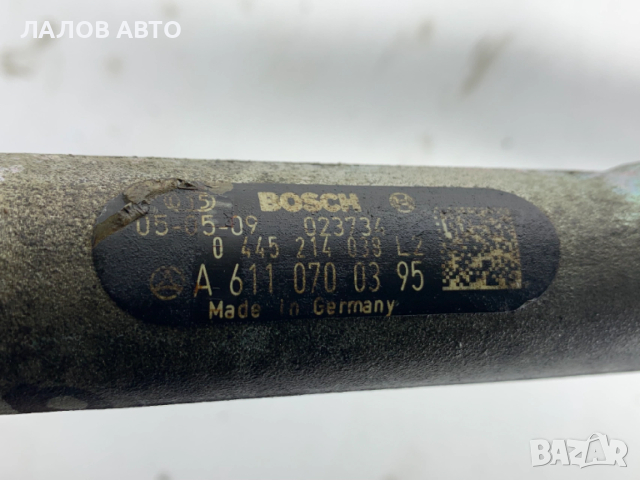 ЛАЛОВ АВТО
BOSCH
05-05-09 023734
0 445 214 039 L2
A 611 070 03 95
Made in Germany
BAZAR